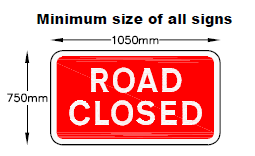 Minimum size of all signs
1050mm
750mm
ROAD
CLOSED